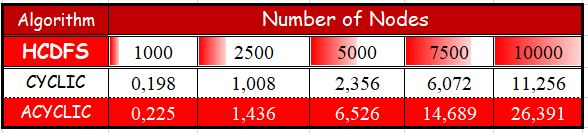 Algorithm Number of Nodes
HCDFS 1000 2500 5000 7500 10000
CYCLIC 0,198 1,008 2,356 6,072 11,256
ACYCLIC 0,225 1,436 6,526 14,689 26,391